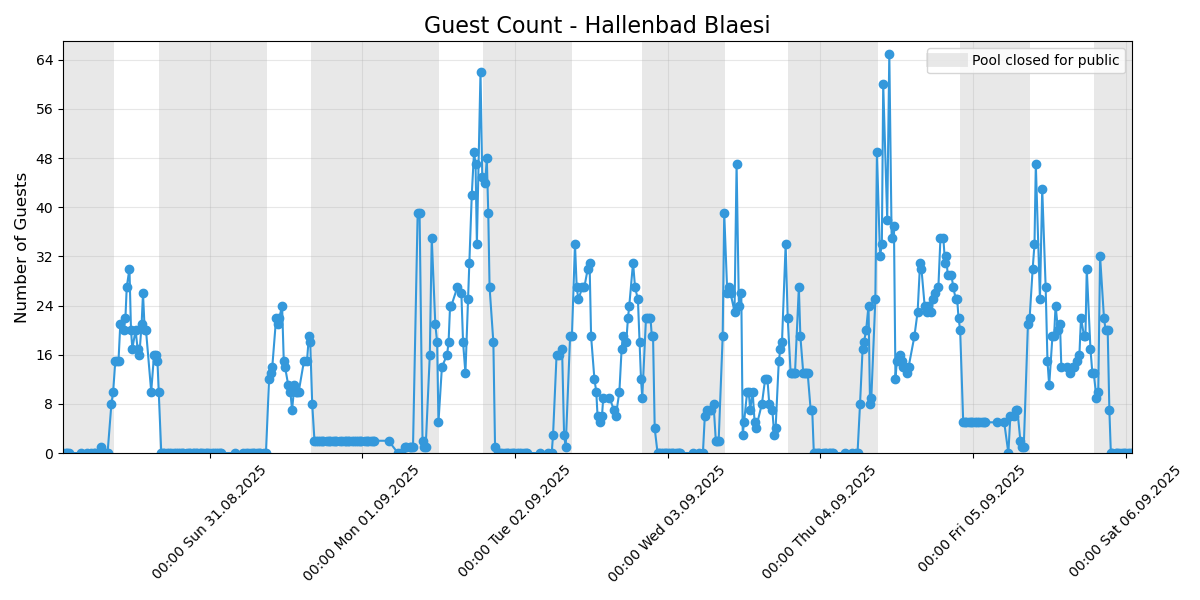 Guest Count - Hallenbad Blaesi
Pool closed for public
Number of Guests
64
56
48
40
32
24
16
8
0
00:00 Sun 31.08.2025
00:00 Mon 01.09.2025
00:00 Tue 02.09.2025
00:00 Wed 03.09.2025
00:00 Thu 04.09.2025
00:00 Fri 05.09.2025
00:00 Sat 06.09.2025